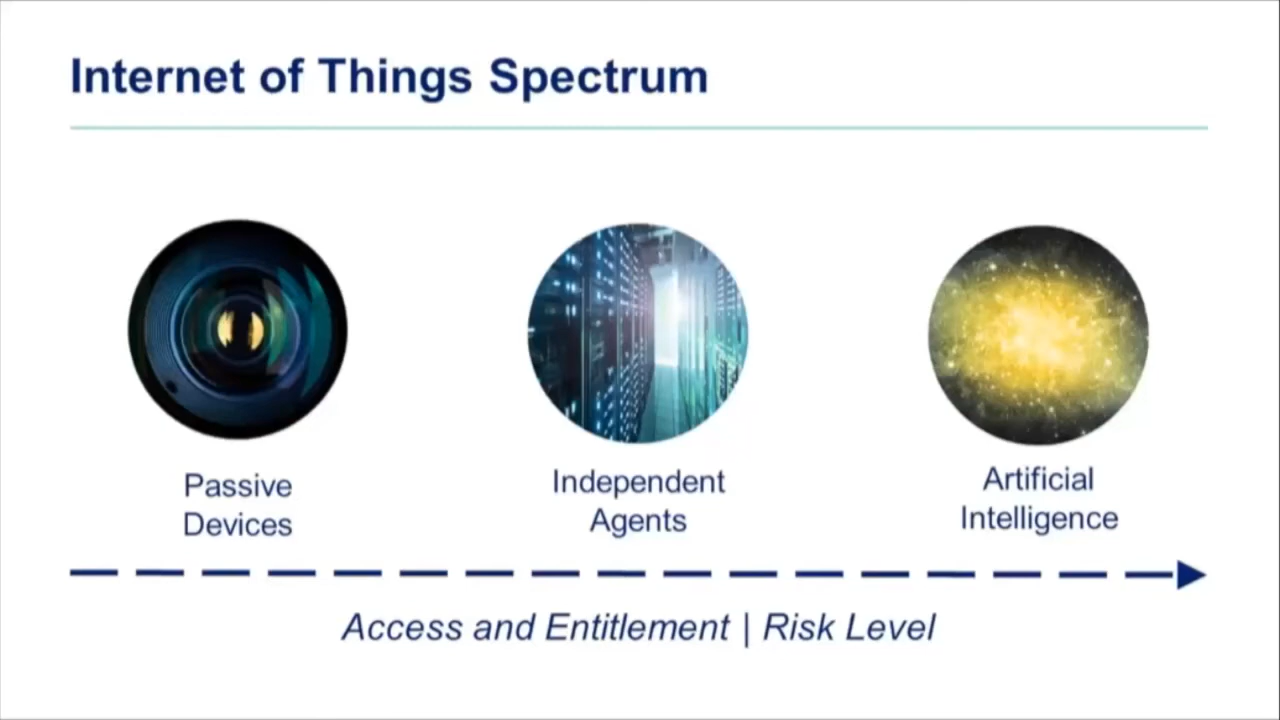 Internet of Things Spectrum
Passive
Devices
Independent
Agents
Artificial
Intelligence
Access and Entitlement | Risk Level